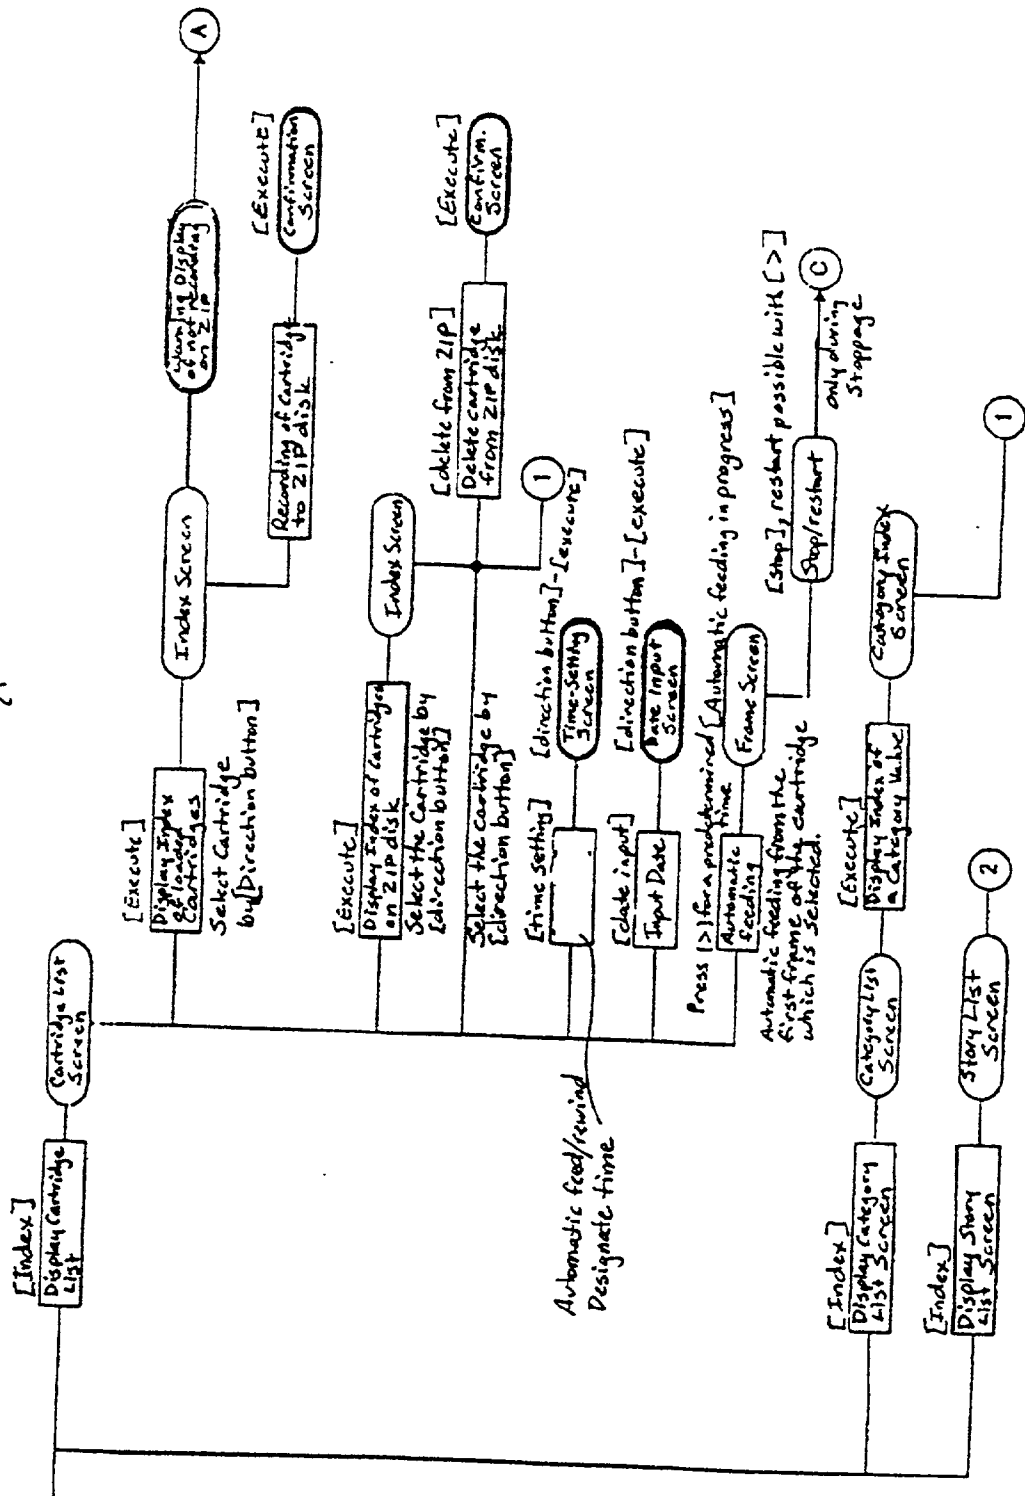 [Index]
Display Cartridge
List
Cartridge List
Screen
[Execute]
Display Index
of loaded
Cartridges
Select Cartridge
by [Direction button]
Index Screen
Warning Display
of not recording
on ZIP
A
Recording of Cartridge
to ZIP disk
[Execute]
Confirmation
Screen
[Execute]
Display Index of Cartridges
on ZIP disk
Select the Cartridge by
[direction button]
Index Screen
Select the cartridge by
[direction button]
[delete from ZIP]
Delete cartridge
from ZIP disk
[Execute]
Confirm.
Screen
1
[time setting]
[direction button]-[execute]
Time-Setting
Screen
Automatic feed/rewind
Designate time
[date input]
Input Date
[direction button]-[execute]
Date Input
Screen
Press [>] for a predetermined
time
[Automatic feeding in progress]
Automatic
feeding
Frame Screen
Automatic feeding from the
first frame of the cartridge
which is selected.
[stop], restart possible with [>]
Stop/restart
only during
stoppage
C
[Index]
Display Category
List Screen
Category List
Screen
[Execute]
Display Index of
a Category Value
Category Index
Screen
1
[Index]
Display Story
List Screen
Story List
Screen
2